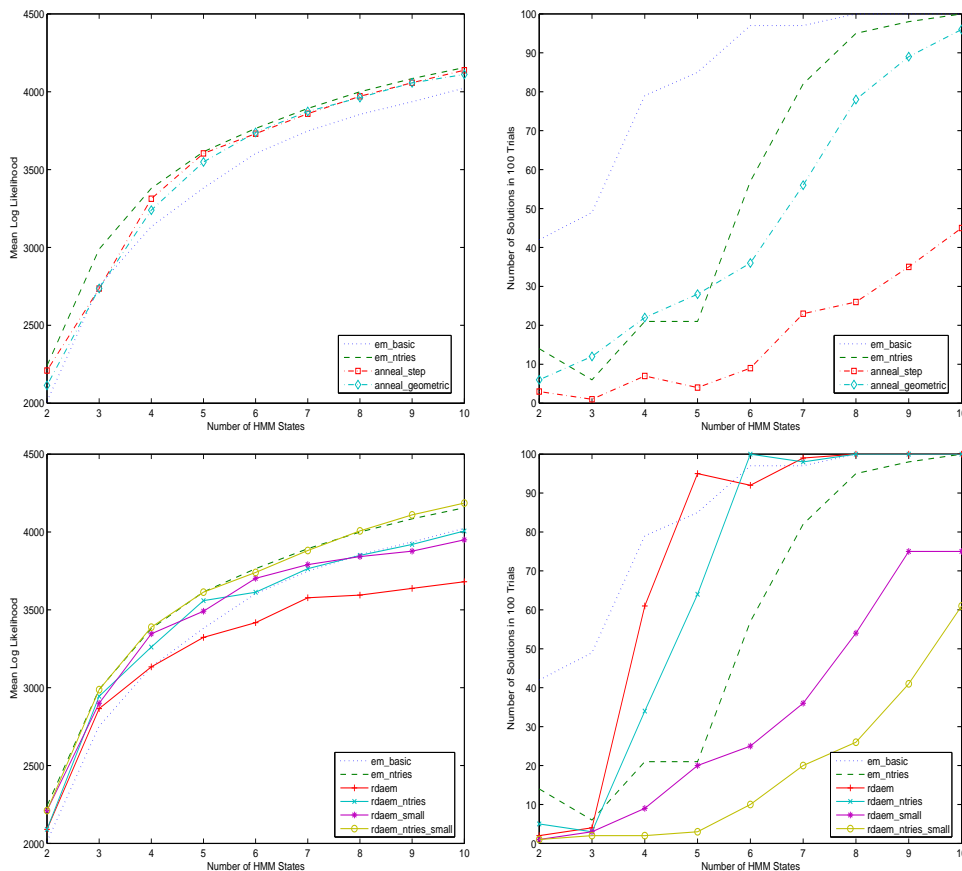 4500
4000
3500
3000
2500
2000
Mean Log Likelihood
2 3 4 5 6 7 8 9 10
Number of HMM States
em_basic
em_ntries
anneal_step
anneal_geometric
100
90
80
70
60
50
40
30
20
10
0
Number of Solutions in 100 Trials
2 3 4 5 6 7 8 9 10
Number of HMM States
em_basic
em_ntries
anneal_step
anneal_geometric
4500
4000
3500
3000
2500
2000
Mean Log Likelihood
2 3 4 5 6 7 8 9 10
Number of HMM States
em_basic
em_ntries
rdaem
rdaem_ntries
rdaem_small
rdaem_ntries_small
100
90
80
70
60
50
40
30
20
10
0
Number of Solutions in 100 Trials
2 3 4 5 6 7 8 9 10
Number of HMM States
em_basic
em_ntries
rdaem
rdaem_ntries
rdaem_small
rdaem_ntries_small